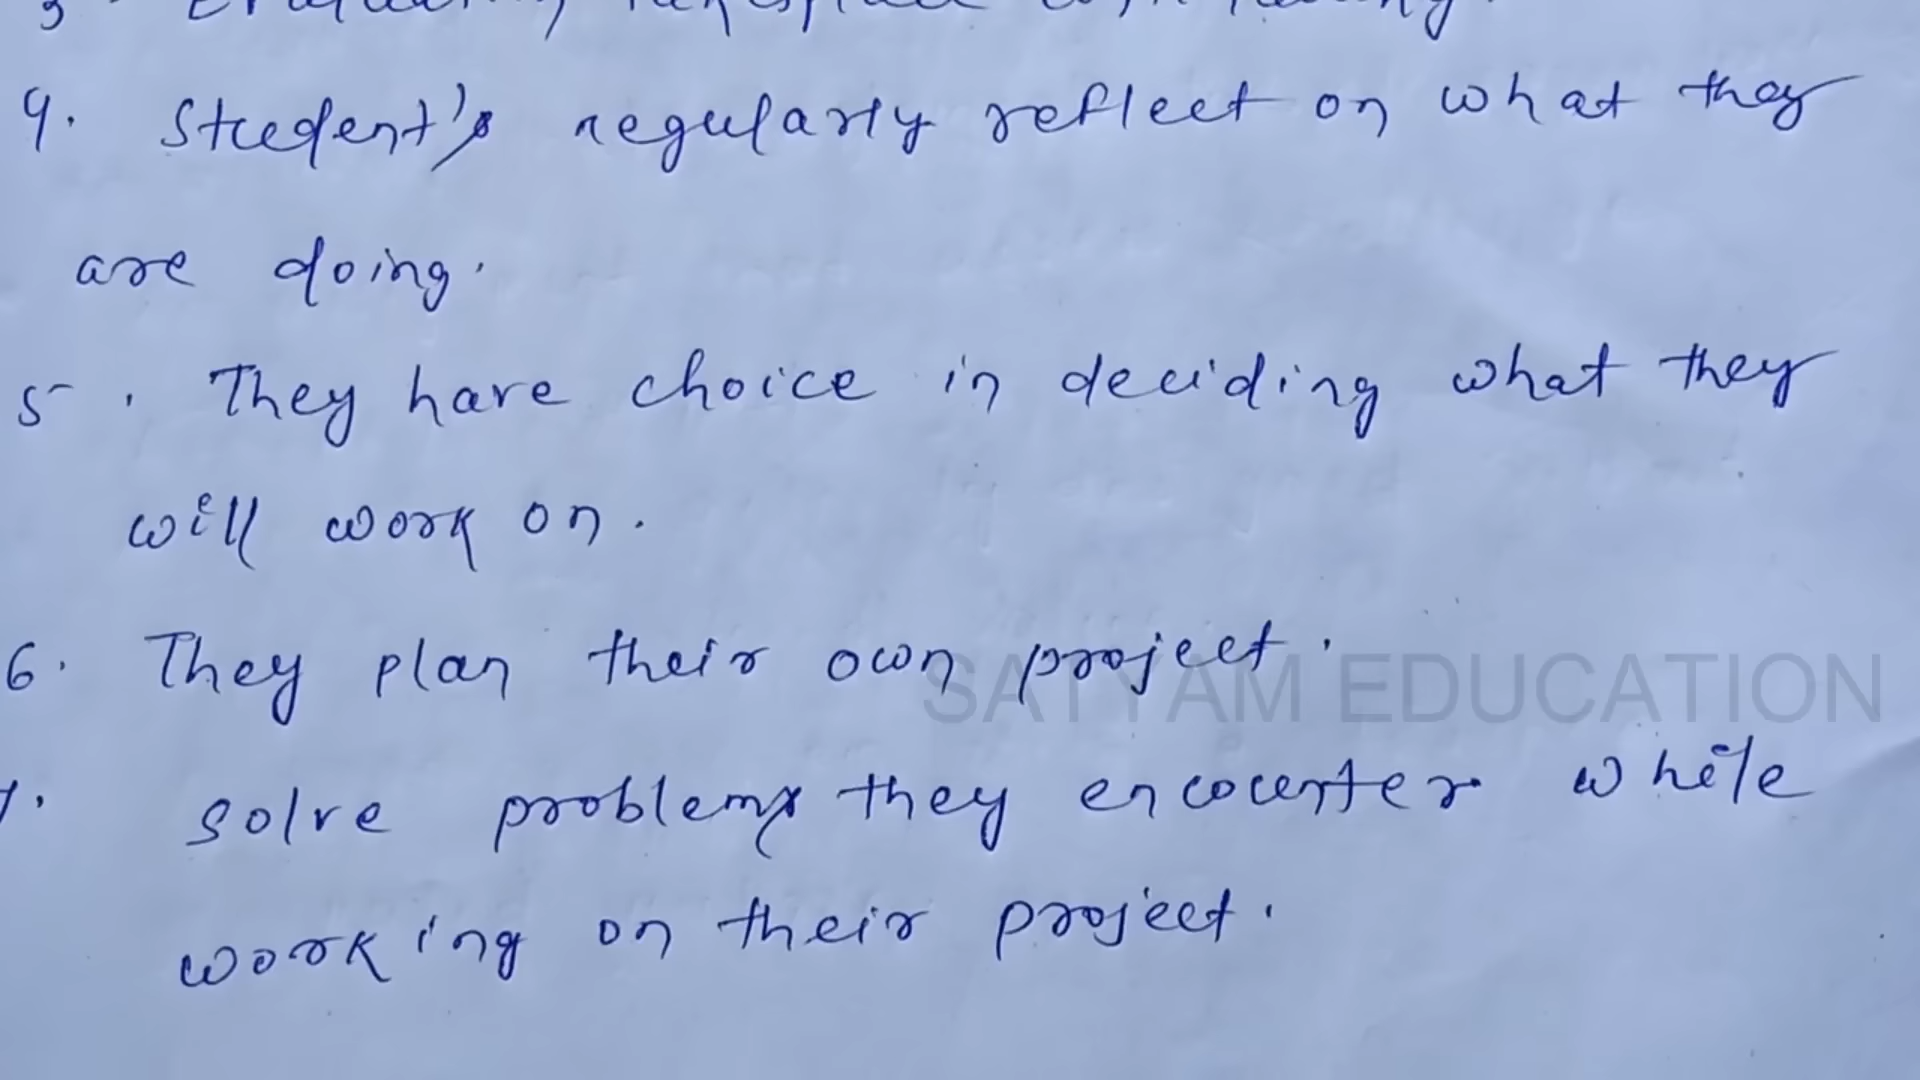 4. Student's regularly reflect on what they
are doing.
5. They have choice in deciding what they
will work on.
6. They plan their own project.
SATYAM EDUCATION
7. solve problems they encounter while
working on their project.